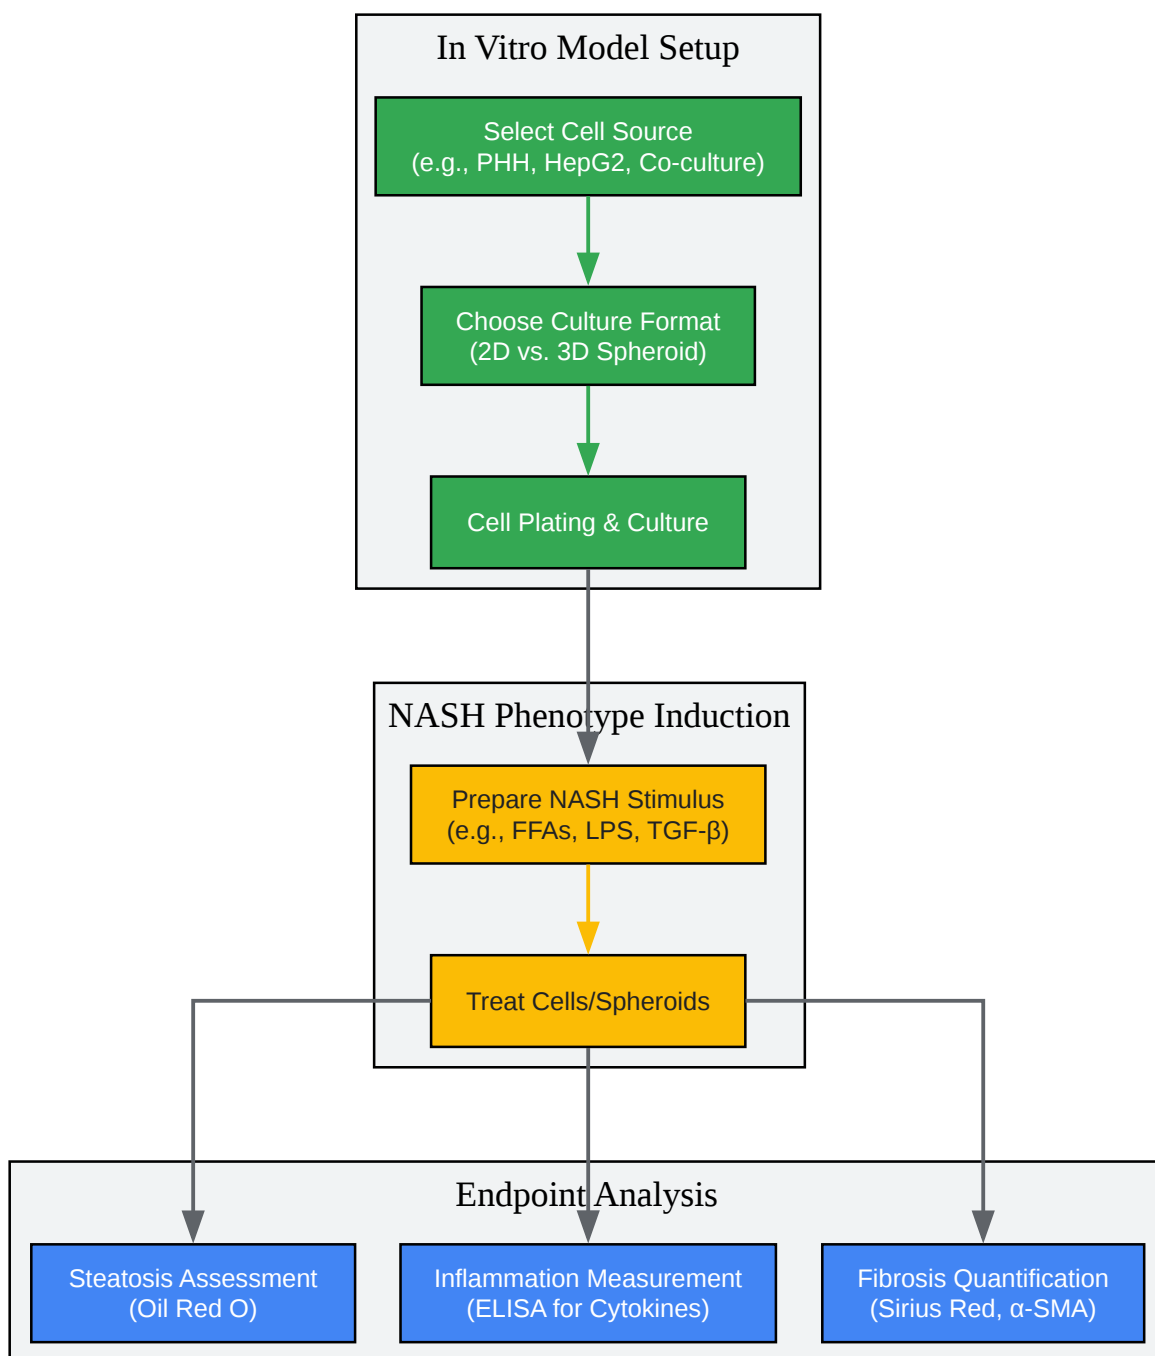 In Vitro Model Setup
Select Cell Source
(e.g., PHH, HepG2, Co-culture)
Choose Culture Format
(2D vs. 3D Spheroid)
Cell Plating & Culture
NASH Phenotype Induction
Prepare NASH Stimulus
(e.g., FFAs, LPS, TGF-β)
Treat Cells/Spheroids
Endpoint Analysis
Steatosis Assessment
(Oil Red O)
Inflammation Measurement
(ELISA for Cytokines)
Fibrosis Quantification
(Sirius Red, α-SMA)